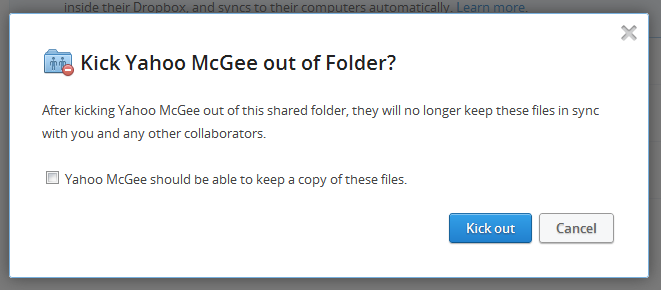 inside their Dropbox, and syncs to their computers automatically. Learn more.
Kick Yahoo McGee out of Folder?
After kicking Yahoo McGee out of this shared folder, they will no longer keep these files in sync
with you and any other collaborators.
Yahoo McGee should be able to keep a copy of these files.
Kick out Cancel